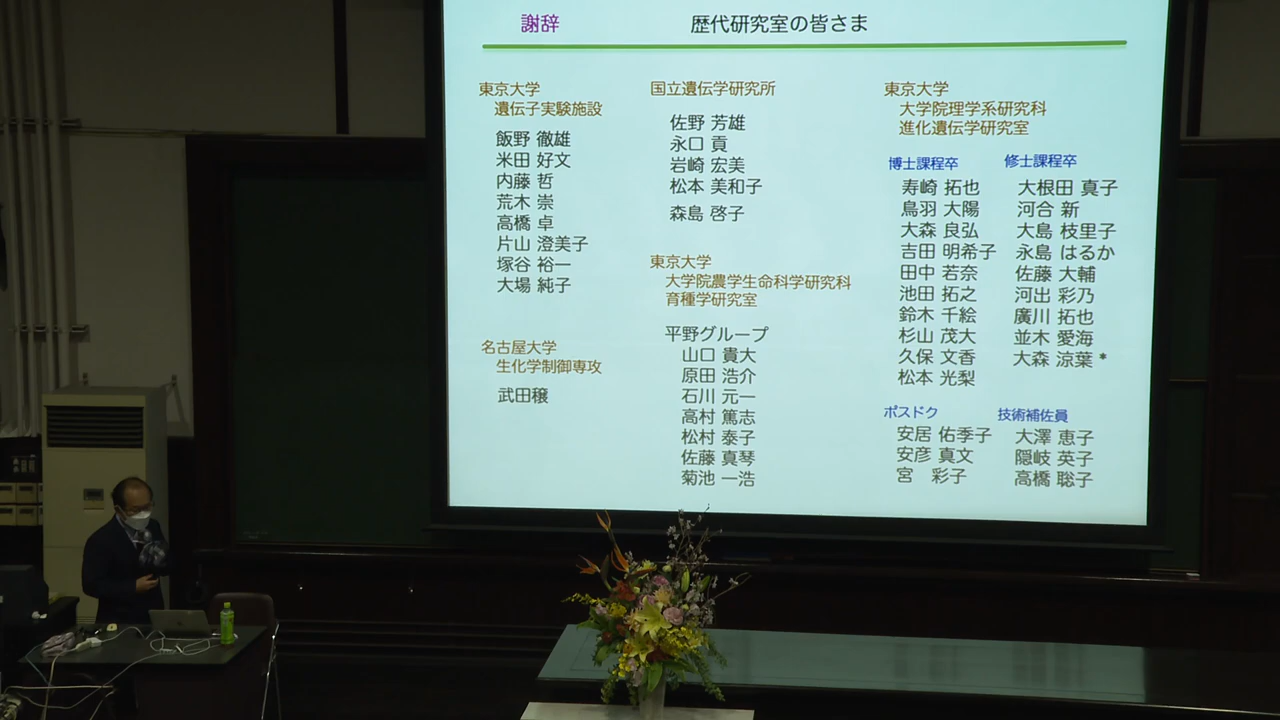 謝辞 歴代研究室の皆さま
東京大学
遺伝子実験施設
飯野 徹雄
米田 好文
内藤 哲
荒木 崇
高橋 卓
片山 澄美子
塚谷 裕一
大場 純子
名古屋大学
生化学制御専攻
武田穣
国立遺伝学研究所
佐野 芳雄
永口 貢
岩崎 宏美
松本 美和子
森島 啓子
東京大学
大学院農学生命科学研究科
育種学研究室
平野グループ
山口 貴大
原田 浩介
石川 元一
高村 篤志
松村 泰子
佐藤 真琴
菊池 一浩
東京大学
大学院理学系研究科
進化遺伝学研究室
博士課程卒
寿崎 拓也
鳥羽 大陽
大森 良弘
吉田 明希子
田中 若奈
池田 拓之
鈴木 千絵
杉山 茂大
久保 文香
松本 光梨
修士課程卒
大根田 真子
河合 新
大島 枝里子
永島 はるか
佐藤 大輔
河出 彩乃
廣川 拓也
並木 愛海
大森 涼葉 *
ポスドク
安居 佑季子
安彦 真文
宮 彩子
技術補佐員
大澤 恵子
隠岐 英子
高橋 聡子